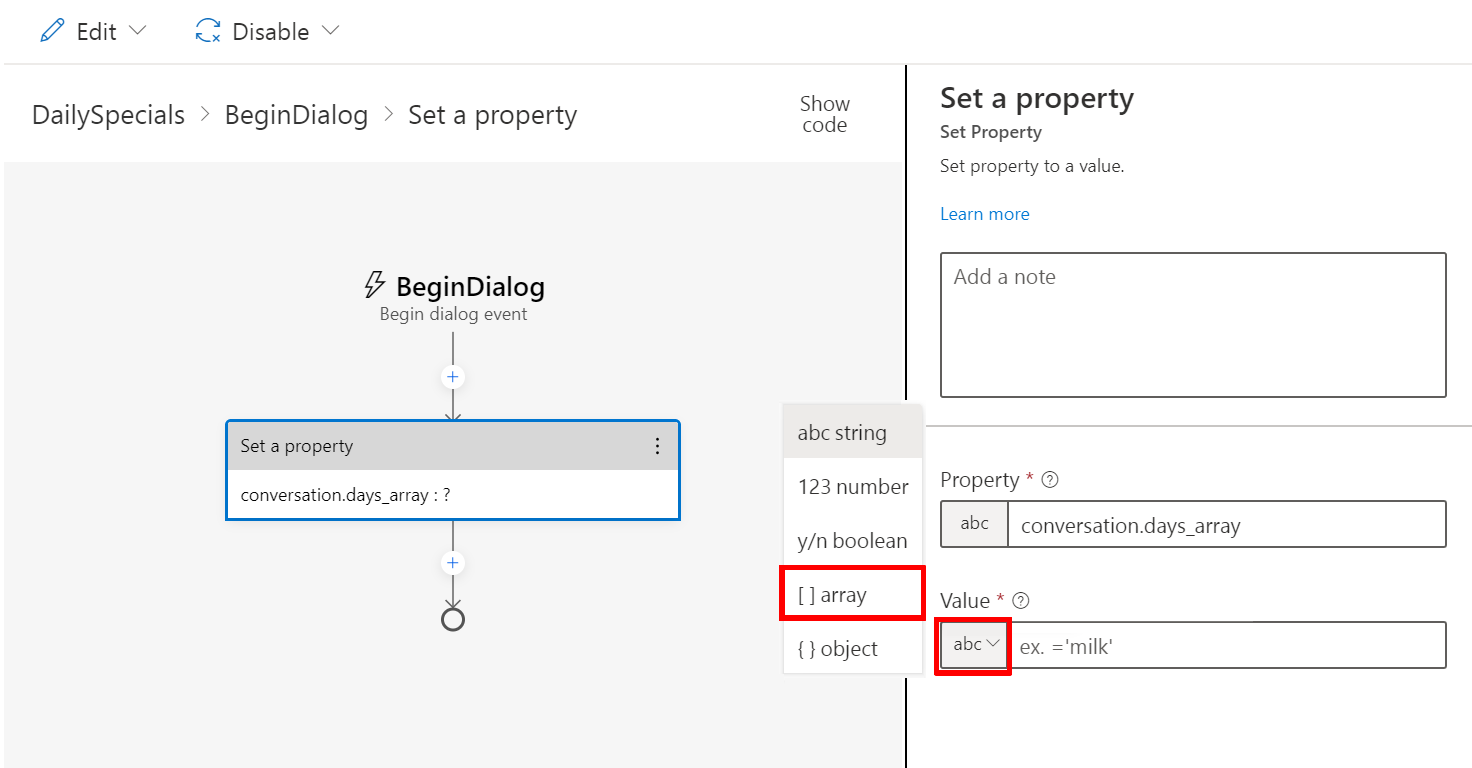 Edit
Disable
DailySpecials > BeginDialog > Set a property
Show
code
BeginDialog
Begin dialog event
Set a property
conversation.days_array : ?
abc string
123 number
y/n boolean
[ ] array
{ } object
Set a property
Set Property
Set property to a value.
Learn more
Add a note
Property * ?
abc
conversation.days_array
Value * ?
abc
ex. ='milk'